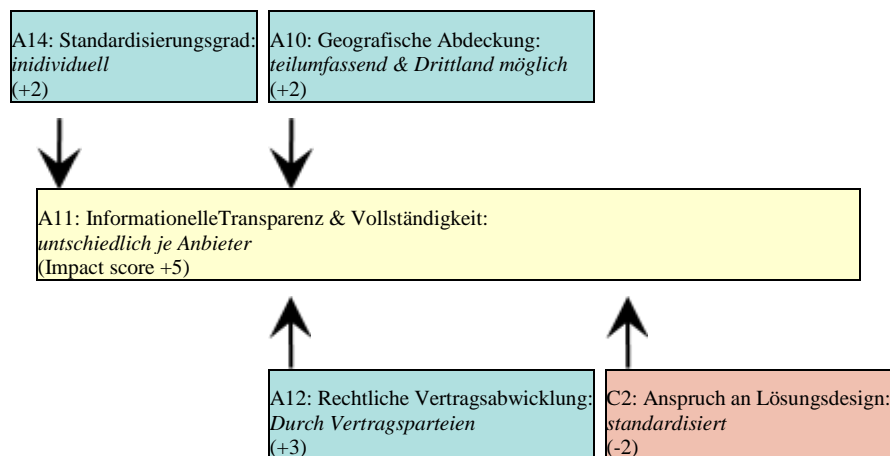 A14: Standardisierungsgrad:
inidividuell
(+2)
A10: Geografische Abdeckung:
teilumfassend & Drittland möglich
(+2)
A11: InformationelleTransparenz & Vollständigkeit:
untschiedlich je Anbieter
(Impact score +5)
A12: Rechtliche Vertragsabwicklung:
Durch Vertragsparteien
(+3)
C2: Anspruch an Lösungsdesign:
standardisiert
(-2)